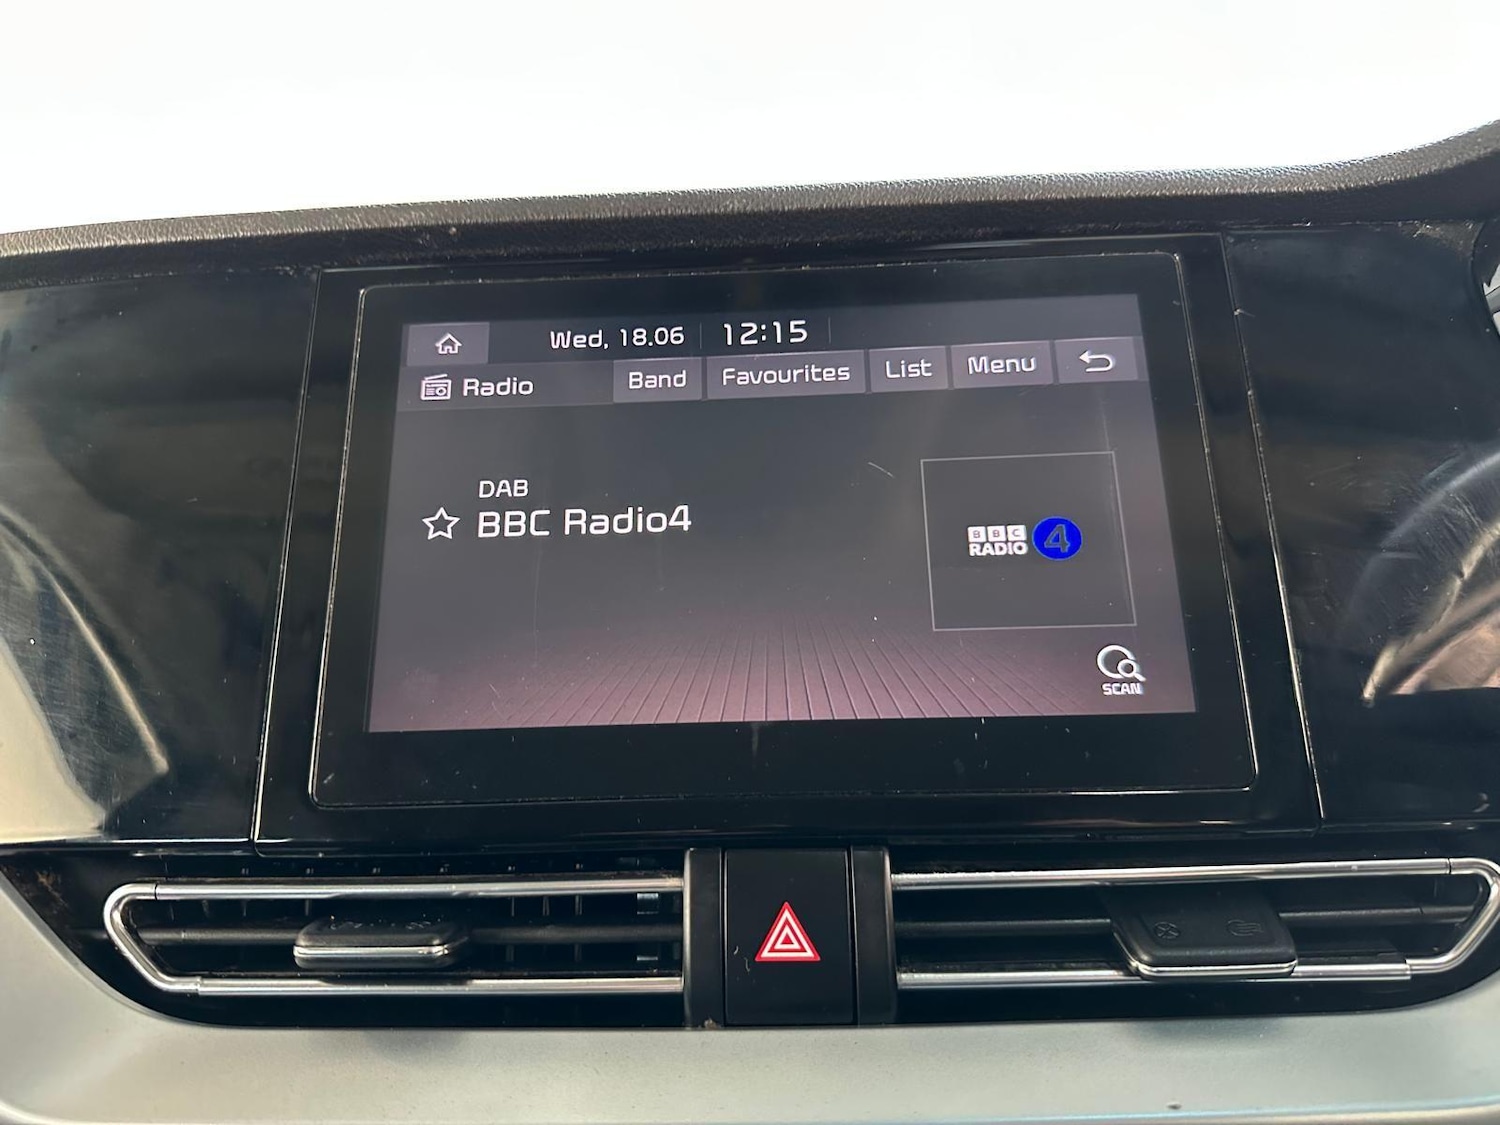 Wed, 18.06 12:15
Radio Band Favourites List Menu
DAB
BBC Radio4
BBC
RADIO 4
SCAN